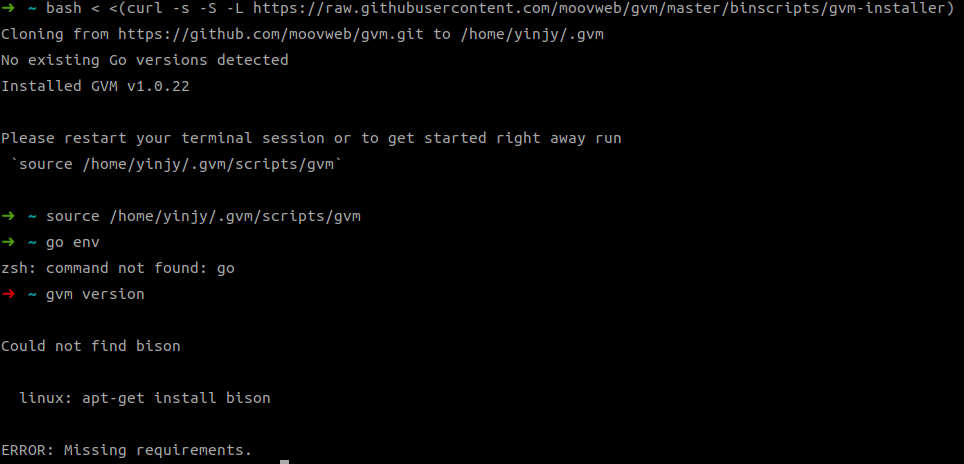 ➜ ~ bash < <(curl -s -S -L https://raw.githubusercontent.com/moovweb/gvm/master/binscripts/gvm-installer)
Cloning from https://github.com/moovweb/gvm.git to /home/yinjy/.gvm
No existing Go versions detected
Installed GVM v1.0.22
Please restart your terminal session or to get started right away run
`source /home/yinjy/.gvm/scripts/gvm`
➜ ~ source /home/yinjy/.gvm/scripts/gvm
➜ ~ go env
zsh: command not found: go
➜ ~ gvm version
Could not find bison
linux: apt-get install bison
ERROR: Missing requirements.